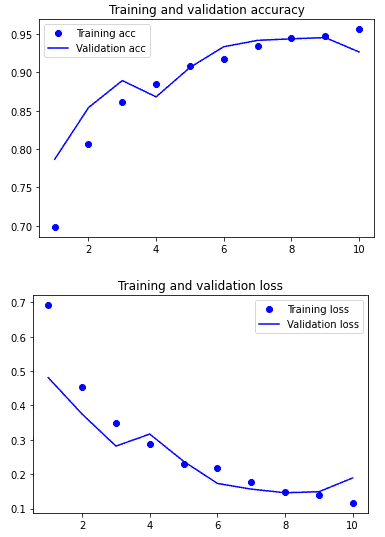 Training and validation accuracy
Training acc
Validation acc
0.95
0.90
0.85
0.80
0.75
0.70
2 4 6 8 10
Training and validation loss
Training loss
Validation loss
0.7
0.6
0.5
0.4
0.3
0.2
0.1
2 4 6 8 10